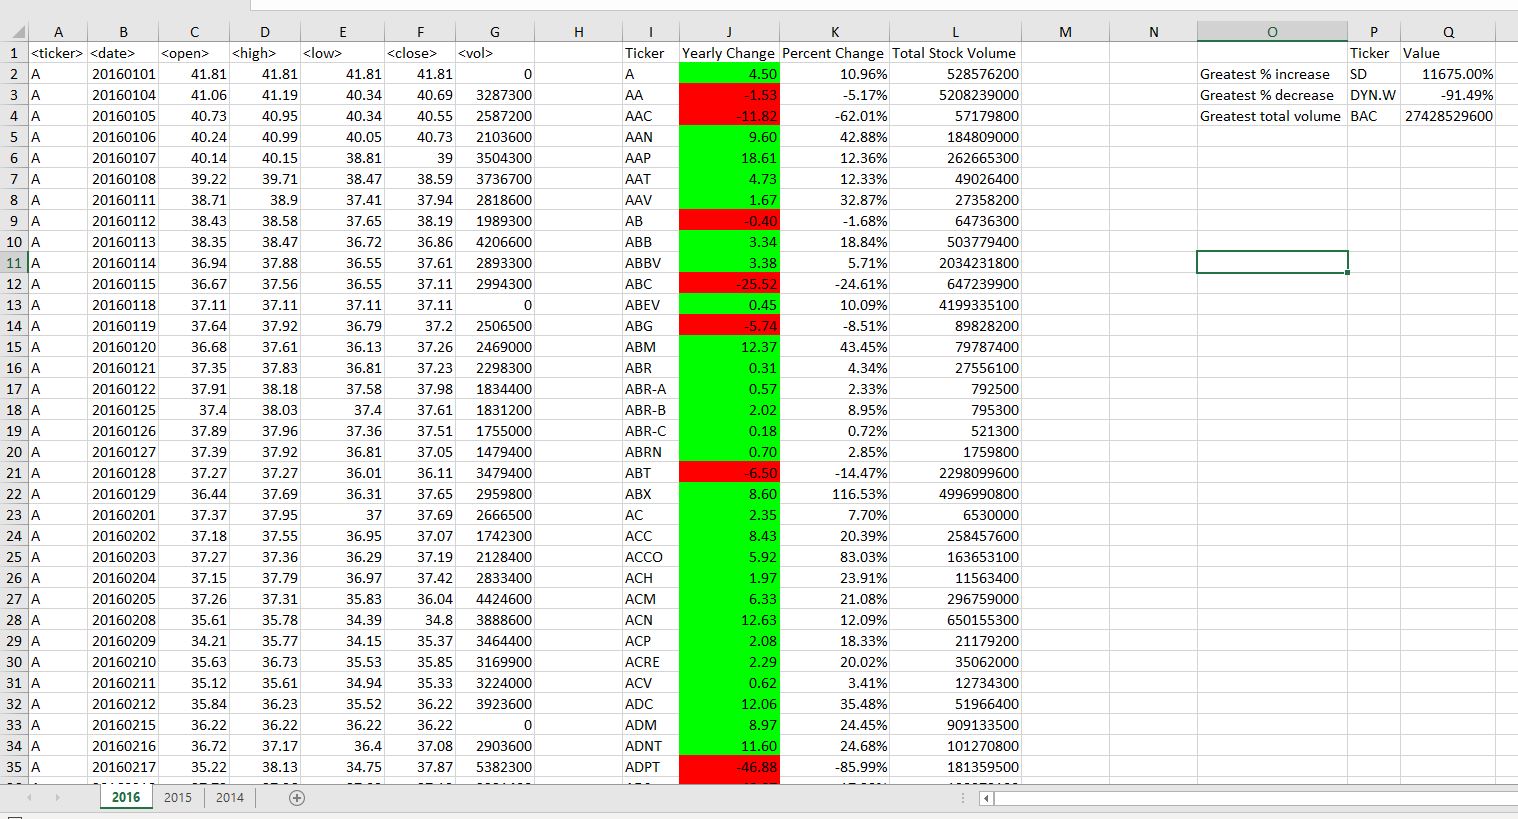 A B C D E F G H I J K L M N O P Q
1 <ticker> <date> <open> <high> <low> <close> <vol> Ticker Yearly Change Percent Change Total Stock Volume Ticker Value
2 A 20160101 41.81 41.81 41.81 41.81 0 A 4.50 10.96% 528576200 Greatest % increase SD 11675.00%
3 A 20160104 41.06 41.19 40.34 40.69 3287300 AA -1.53 -5.17% 5208239000 Greatest % decrease DYN.W -91.49%
4 A 20160105 40.73 40.95 40.34 40.55 2587200 AAC -11.82 -62.01% 57179800 Greatest total volume BAC 27428529600
5 A 20160106 40.24 40.99 40.05 40.73 2103600 AAN 9.60 42.88% 184809000
6 A 20160107 40.14 40.15 38.81 39 3504300 AAP 18.61 12.36% 262665300
7 A 20160108 39.22 39.71 38.47 38.59 3736700 AAT 4.73 12.33% 49026400
8 A 20160111 38.71 38.9 37.41 37.94 2818600 AAV 1.67 32.87% 27358200
9 A 20160112 38.43 38.58 37.65 38.19 1989300 AB -0.40 -1.68% 64736300
10 A 20160113 38.35 38.47 36.72 36.86 4206600 ABB 3.34 18.84% 503779400
11 A 20160114 36.94 37.88 36.55 37.61 2893300 ABBV 3.38 5.71% 2034231800
12 A 20160115 36.67 37.56 36.55 37.11 2994300 ABC -25.52 -24.61% 647239900
13 A 20160118 37.11 37.11 37.11 37.11 0 ABEV 0.45 10.09% 4199335100
14 A 20160119 37.64 37.92 36.79 37.2 2506500 ABG -5.74 -8.51% 89828200
15 A 20160120 36.68 37.61 36.13 37.26 2469000 ABM 12.37 43.45% 79787400
16 A 20160121 37.35 37.83 36.81 37.23 2298300 ABR 0.31 4.34% 27556100
17 A 20160122 37.91 38.18 37.58 37.98 1834400 ABR-A 0.57 2.33% 792500
18 A 20160125 37.4 38.03 37.4 37.61 1831200 ABR-B 2.02 8.95% 795300
19 A 20160126 37.89 37.96 37.36 37.51 1755000 ABR-C 0.18 0.72% 521300
20 A 20160127 37.39 37.92 36.81 37.05 1479400 ABRN 0.70 2.85% 1759800
21 A 20160128 37.27 37.27 36.01 36.11 3479400 ABT -6.50 -14.47% 2298099600
22 A 20160129 36.44 37.69 36.31 37.65 2959800 ABX 8.60 116.53% 4996990800
23 A 20160201 37.37 37.95 37 37.69 2666500 AC 2.35 7.70% 6530000
24 A 20160202 37.18 37.55 36.95 37.07 1742300 ACC 8.43 20.39% 258457600
25 A 20160203 37.27 37.36 36.29 37.19 2128400 ACCO 5.92 83.03% 163653100
26 A 20160204 37.15 37.79 36.97 37.42 2833400 ACH 1.97 23.91% 11563400
27 A 20160205 37.26 37.31 35.83 36.04 4424600 ACM 6.33 21.08% 296759000
28 A 20160208 35.61 35.78 34.39 34.8 3888600 ACN 12.63 12.09% 650155300
29 A 20160209 34.21 35.77 34.15 35.37 3464400 ACP 2.08 18.33% 21179200
30 A 20160210 35.63 36.73 35.53 35.85 3169900 ACRE 2.29 20.02% 35062000
31 A 20160211 35.12 35.61 34.94 35.33 3224000 ACV 0.62 3.41% 12734300
32 A 20160212 35.84 36.23 35.52 36.22 3923600 ADC 12.06 35.48% 51966400
33 A 20160215 36.22 36.22 36.22 36.22 0 ADM 8.97 24.45% 909133500
34 A 20160216 36.72 37.17 36.4 37.08 2903600 ADNT 11.60 24.68% 101270800
35 A 20160217 35.22 38.13 34.75 37.87 5382300 ADPT -46.88 -85.99% 181359500
2016 2015 2014